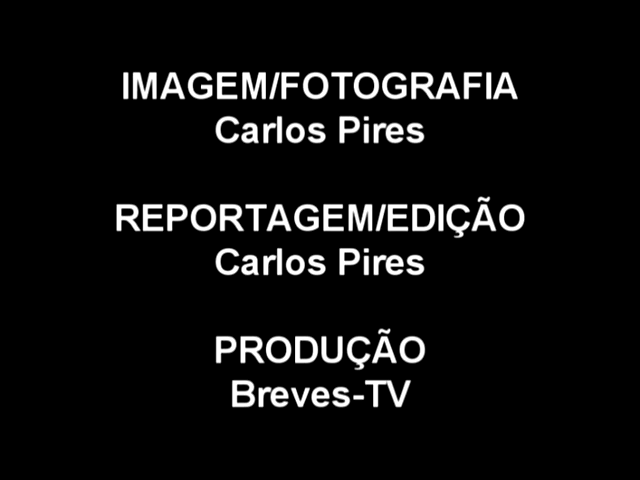 IMAGEM/FOTOGRAFIA
Carlos Pires
REPORTAGEM/EDIÇÃO
Carlos Pires
PRODUÇÃO
Breves-TV